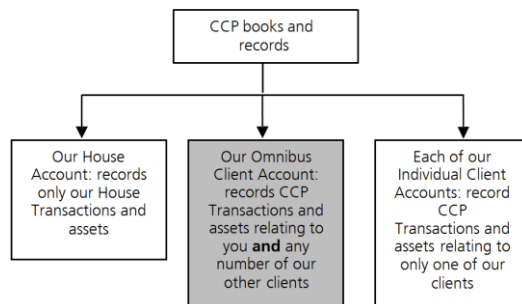 CCP books and
records
Our House
Account: records
only our House
Transactions and
assets
Our Omnibus
Client Account:
records CCP
Transactions and
assets relating to
you and any
number of our
other clients
Each of our
Individual Client
Accounts: record
CCP
Transactions and
assets relating to
only one of our
clients